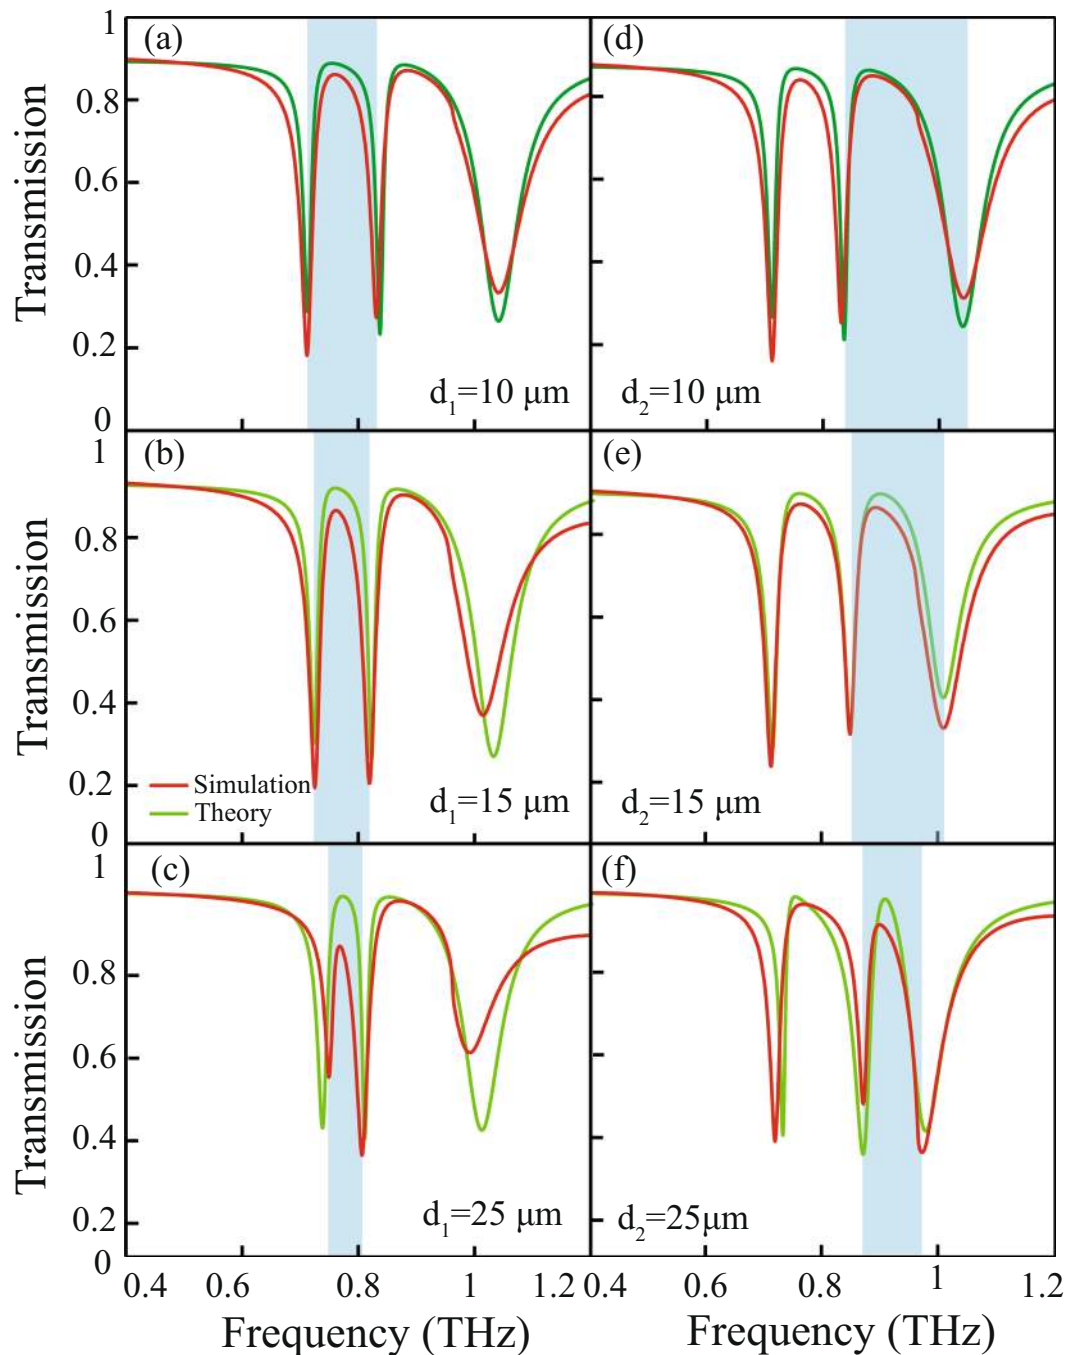 1
(a)
(d)
0.8
0.6
0.4
0.2
0
Transmission
d1=10 μm
d2=10 μm
1
(b)
(e)
0.8
0.6
0.4
0.2
0
Transmission
Simulation
Theory
d1=15 μm
d2=15 μm
1
(c)
(f)
0.8
0.6
0.4
0.2
0
Transmission
d1=25 μm
d2=25μm
0.4 0.6 0.8 1 1.2
0.6 0.8 1 1.2
Frequency (THz)
Frequency (THz)